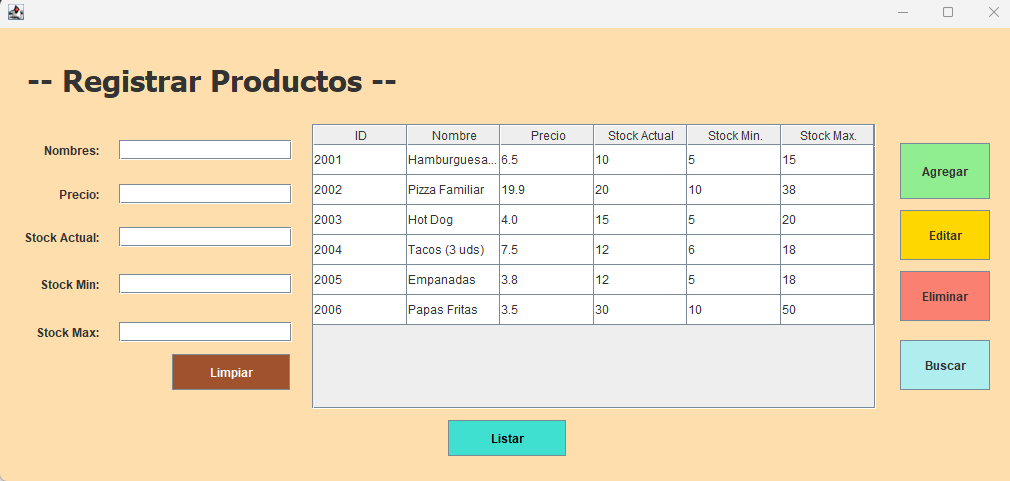 -- Registrar Productos --
Nombres:
Precio:
Stock Actual:
Stock Min:
Stock Max:
Limpiar
ID Nombre Precio Stock Actual Stock Min. Stock Max.
2001 Hamburguesa... 6.5 10 5 15
2002 Pizza Familiar 19.9 20 10 38
2003 Hot Dog 4.0 15 5 20
2004 Tacos (3 uds) 7.5 12 6 18
2005 Empanadas 3.8 12 5 18
2006 Papas Fritas 3.5 30 10 50
Listar
Agregar
Editar
Eliminar
Buscar